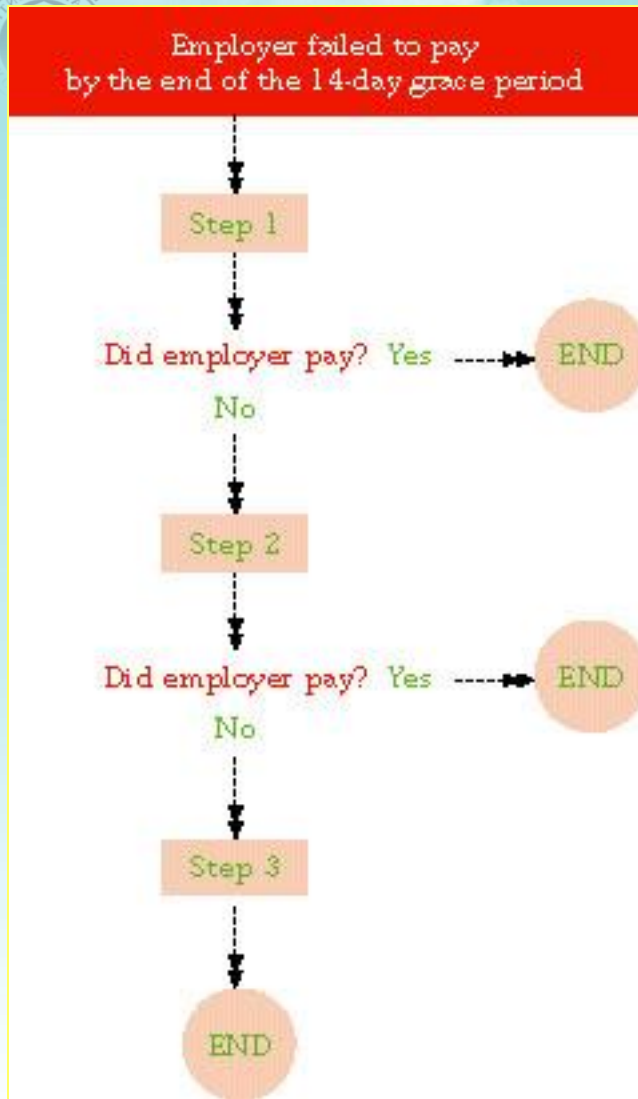 Employer failed to pay
by the end of the 14-day grace period
Step 1
Did employer pay? Yes END
No
Step 2
Did employer pay? Yes END
No
Step 3
END